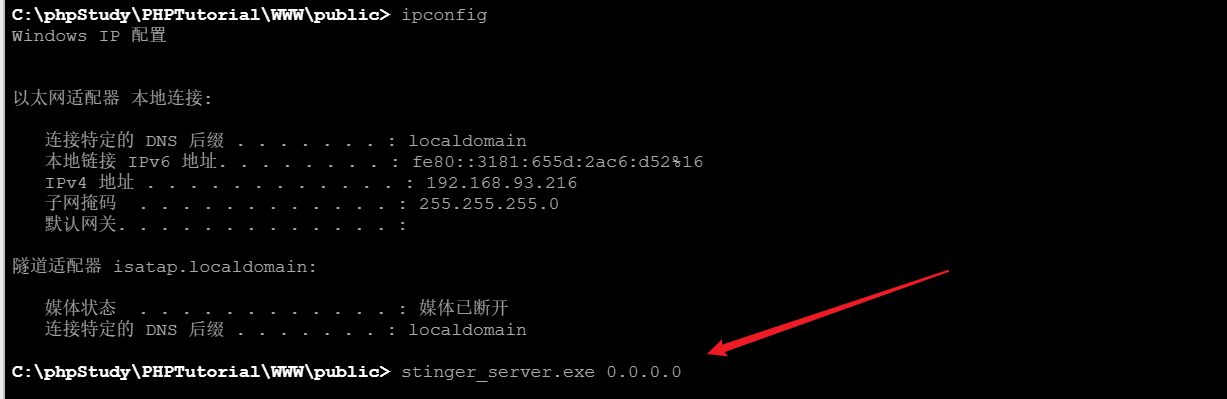 C:\phpStudy\PHPTutorial\WWW\public> ipconfig
Windows IP 配置
以太网适配器 本地连接:
连接特定的 DNS 后缀 . . . . . . . : localdomain
本地链接 IPv6 地址. . . . . . . . : fe80::3181:655d:2ac6:d52%16
IPv4 地址 . . . . . . . . . . . . : 192.168.93.216
子网掩码  . . . . . . . . . . . . : 255.255.255.0
默认网关. . . . . . . . . . . . . :
隧道适配器 isatap.localdomain:
媒体状态  . . . . . . . . . . . . : 媒体已断开
连接特定的 DNS 后缀 . . . . . . . : localdomain
C:\phpStudy\PHPTutorial\WWW\public> stinger_server.exe 0.0.0.0